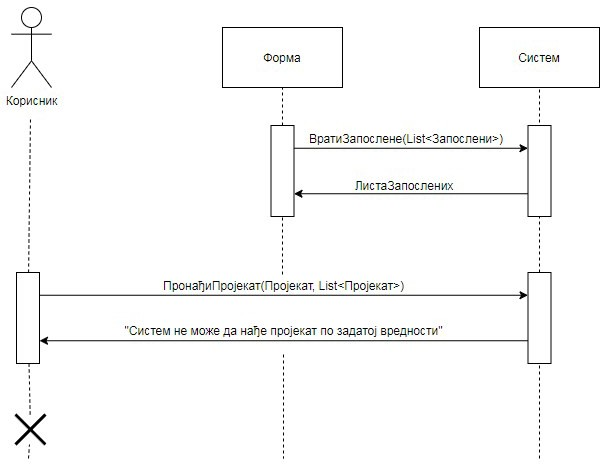 Форма
Систем
Корисник
ВратиЗапослене(List<Запослени>)
ЛистаЗапослених
ПронађиПројекат(Пројекат, List<Пројекат>)
"Систем не може да нађе пројекат по задатој вредности"